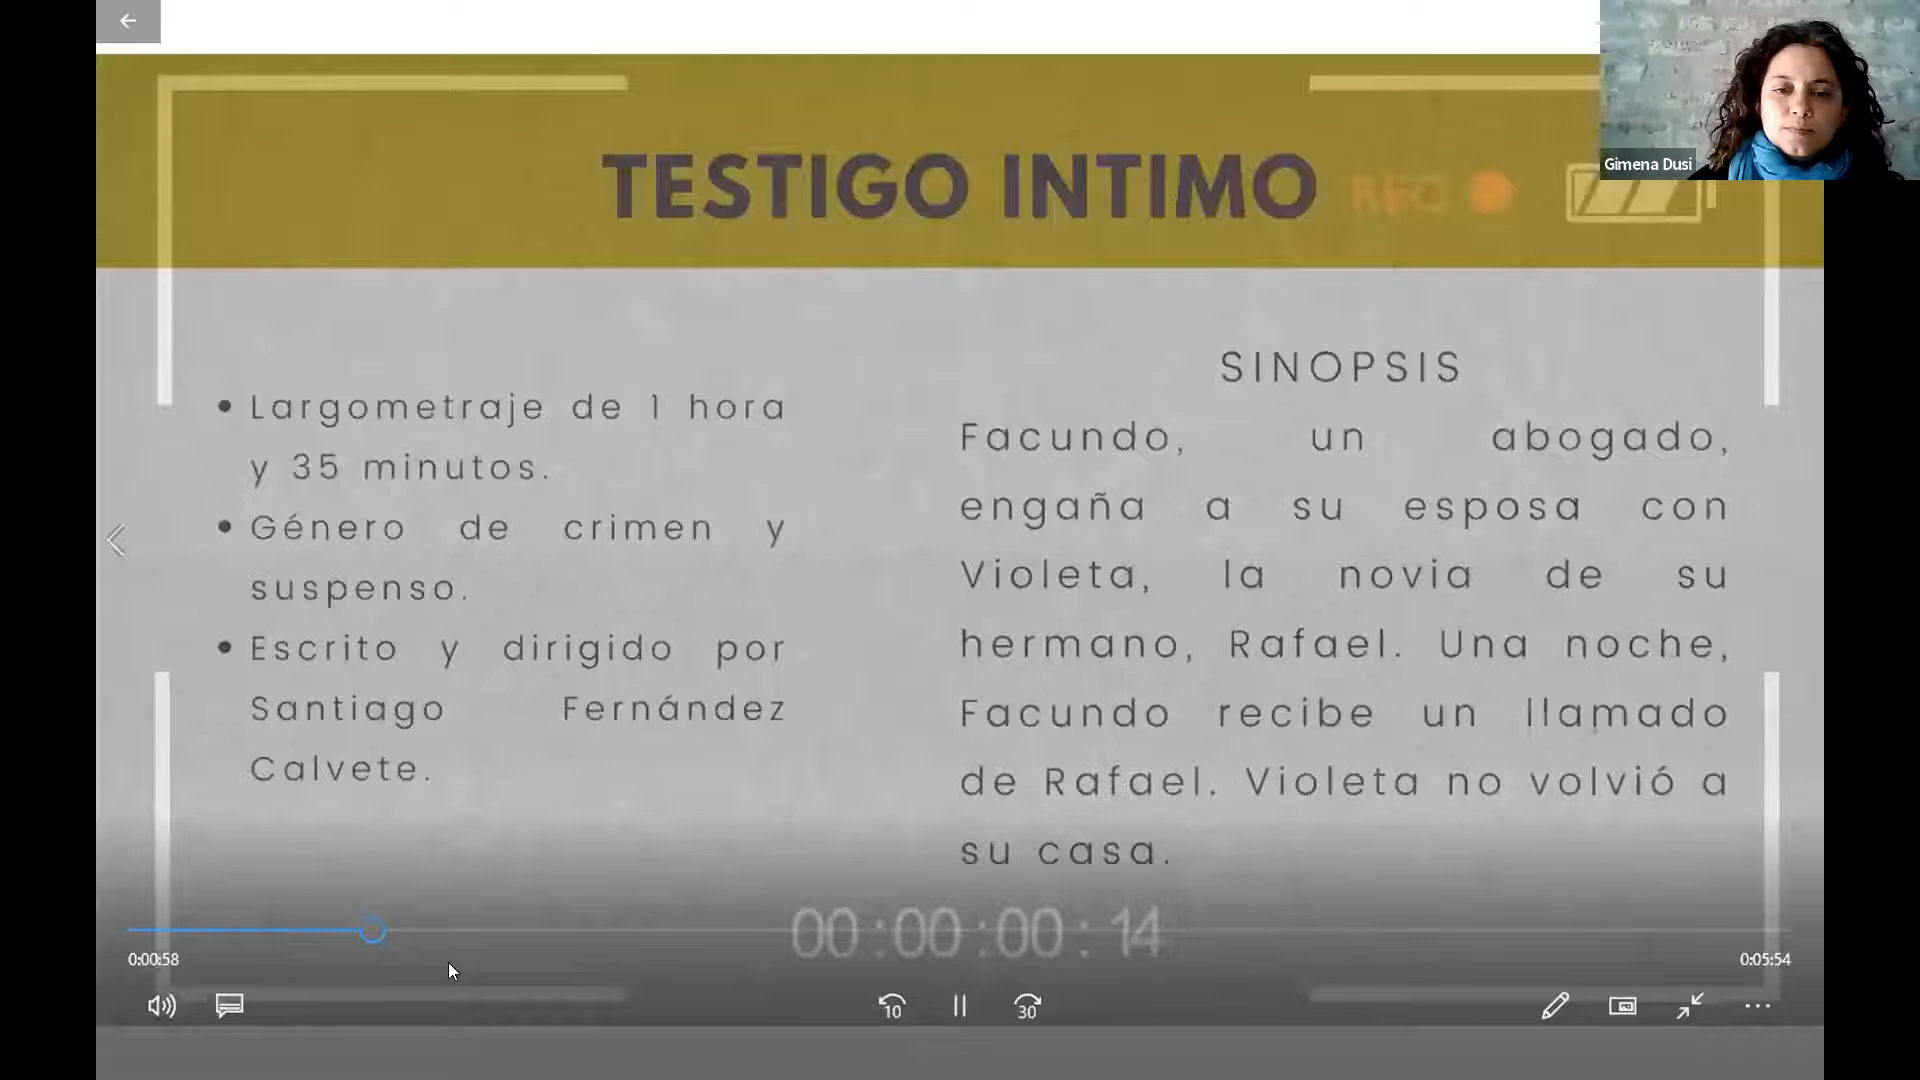 TESTIGO INTIMO
REC
Gimena Dusi
Largometraje de 1 hora
y 35 minutos.
Género de crimen y
suspenso.
Escrito y dirigido por
Santiago Fernández
Calvete.
SINOPSIS
Facundo, un abogado,
engaña a su esposa con
Violeta, la novia de su
hermano, Rafael. Una noche,
Facundo recibe un llamado
de Rafael. Violeta no volvió a
su casa.
00:00:00:14
0:00:58
0:05:54
10
30